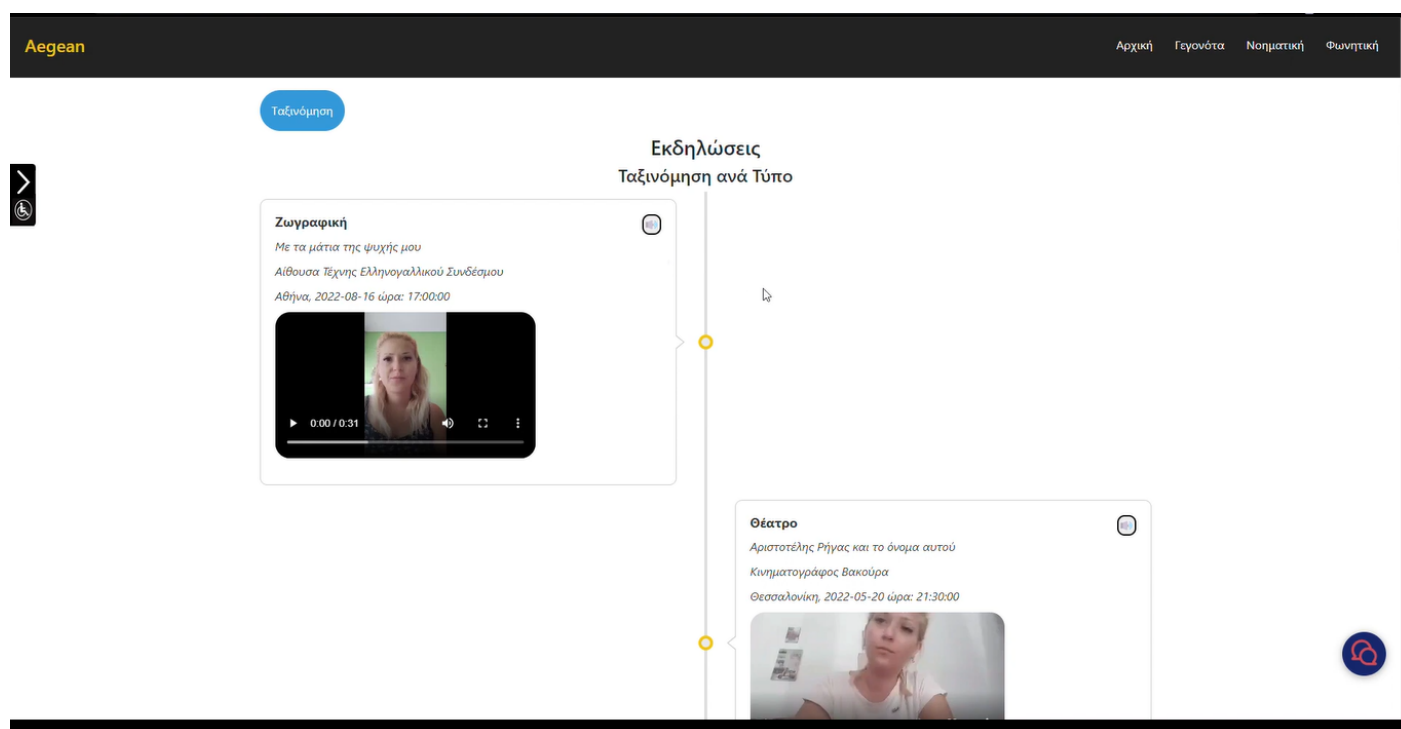 Aegean
Αρχική Γεγονότα Νοηματική Φωνητική
Ταξινόμηση
Εκδηλώσεις
Ταξινόμηση ανά Τύπο
Ζωγραφική
Με τα μάτια της ψυχής μου
Αίθουσα Τέχνης Ελληνογαλλικού Συνδέσμου
Αθήνα, 2022-08-16 ώρα: 17:00:00
0:00 / 0:31
Θέατρο
Αριστοτέλης Ρήγας και το όνομα αυτού
Κινηματογράφος Βακούρα
Θεσσαλονίκη, 2022-05-20 ώρα: 21:30:00